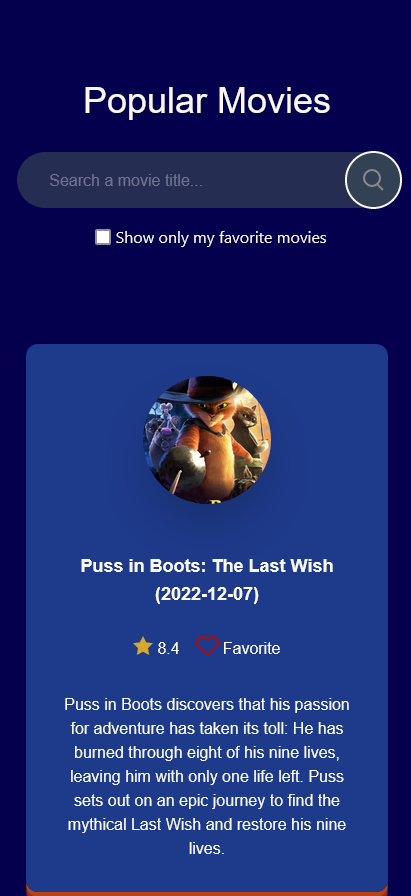 Popular Movies
Search a movie title...
Show only my favorite movies
Puss in Boots: The Last Wish
(2022-12-07)
8.4 Favorite
Puss in Boots discovers that his passion
for adventure has taken its toll: He has
burned through eight of his nine lives,
leaving him with only one life left. Puss
sets out on an epic journey to find the
mythical Last Wish and restore his nine
lives.